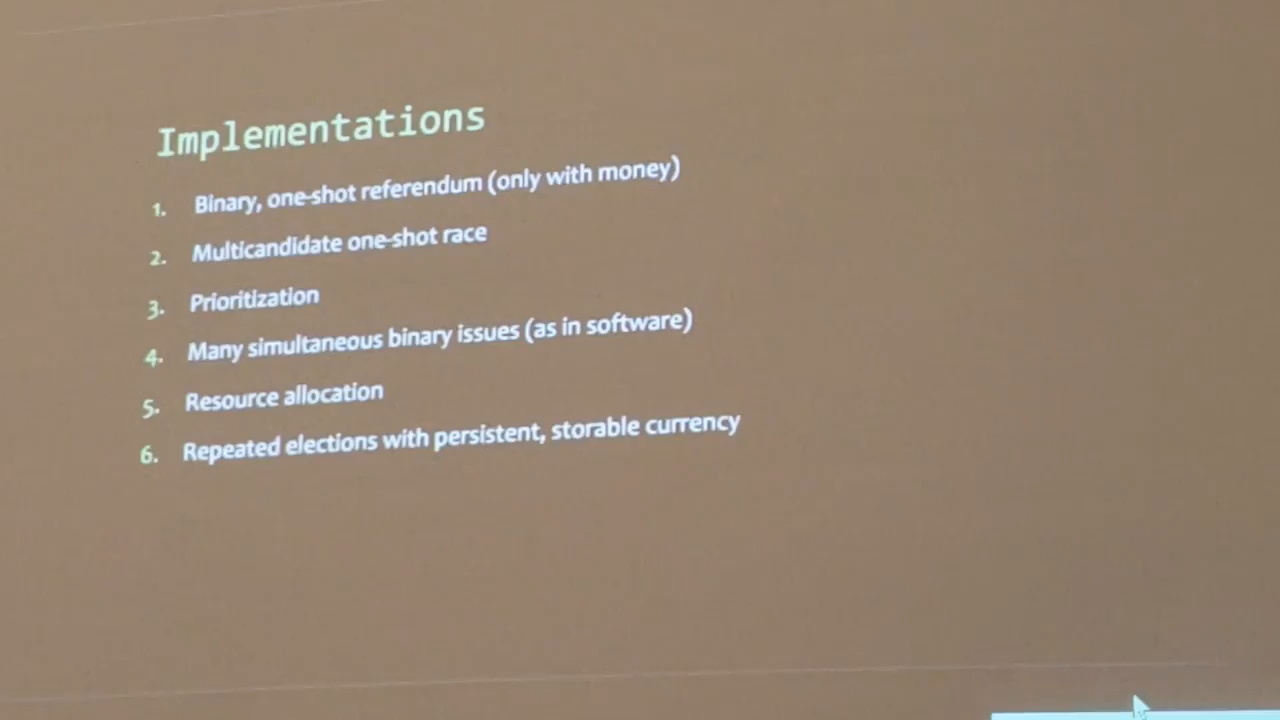 Implementations
1. Binary, one-shot referendum (only with money)
2. Multicandidate one-shot race
3. Prioritization
4. Many simultaneous binary issues (as in software)
5. Resource allocation
6. Repeated elections with persistent, storable currency